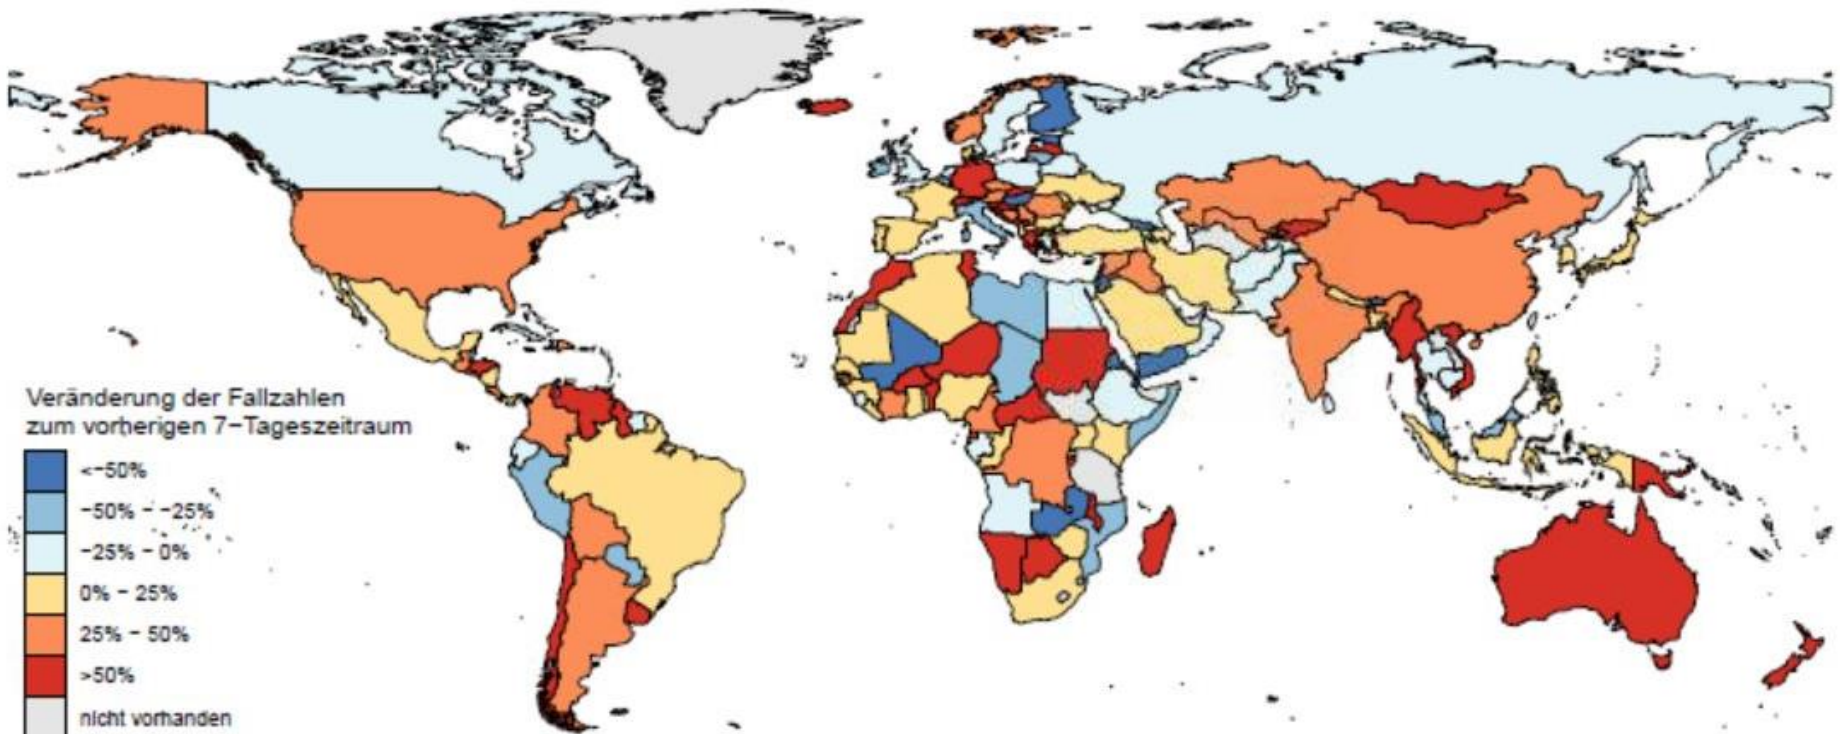 Veränderung der Fallzahlen
zum vorherigen 7-Tageszeitraum
<-50%
-50% - -25%
-25% - 0%
0% - 25%
25% - 50%
>50%
nicht vorhanden